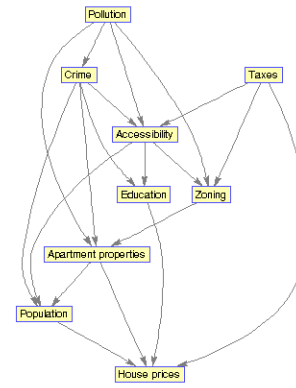 Pollution
Crime
Taxes
Accessibility
Education
Zoning
Apartment properties
Population
House prices